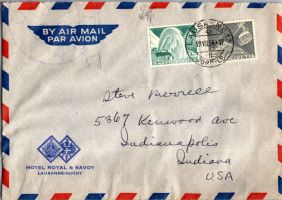 BY AIR MAIL
PAR AVION
Steve Merrell
5367 Kenwood Ave
Indianapolis
Indiana
USA
HOTEL ROYAL & SAVOY
LAUSANNE-OUCHY